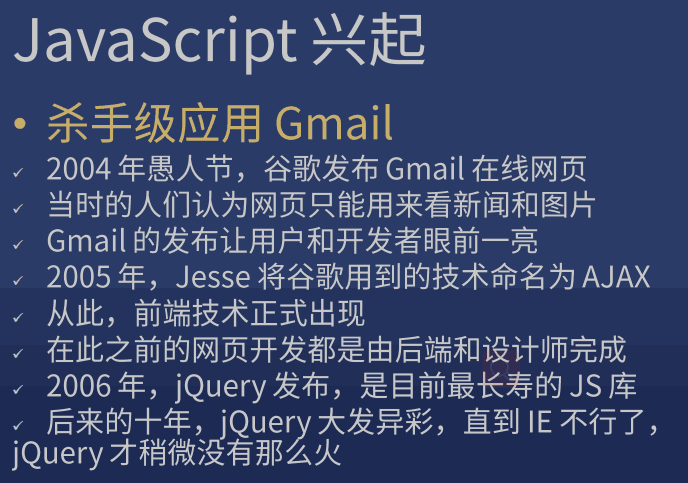 JavaScript 兴起
• 杀手级应用 Gmail
✓ 2004 年愚人节，谷歌发布 Gmail 在线网页
✓ 当时的人们认为网页只能用来看新闻和图片
✓ Gmail 的发布让用户和开发者眼前一亮
✓ 2005 年，Jesse 将谷歌用到的技术命名为 AJAX
✓ 从此，前端技术正式出现
✓ 在此之前的网页开发都是由后端和设计师完成
✓ 2006 年，jQuery 发布，是目前最长寿的 JS 库
✓ 后来的十年，jQuery 大发异彩，直到 IE 不行了，
jQuery 才稍微没有那么火